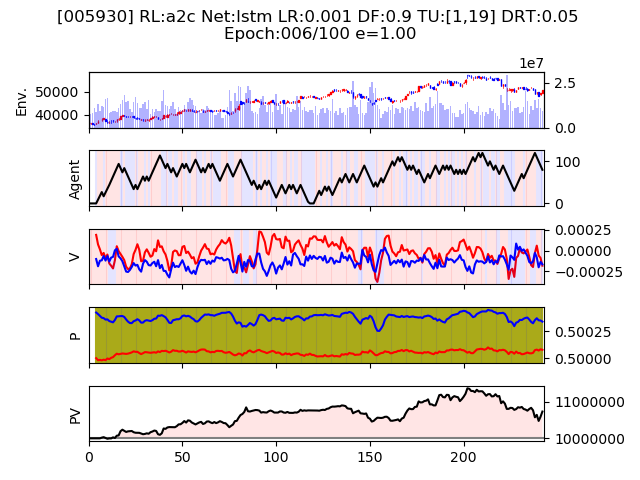 [005930] RL:a2c Net:lstm LR:0.001 DF:0.9 TU:[1,19] DRT:0.05
Epoch:006/100 e=1.00
1e7
Env.
50000
40000
2.5
0.0
Agent
100
0
V
0.00025
0.00000
−0.00025
P
0.50025
0.50000
PV
11000000
10000000
0 50 100 150 200